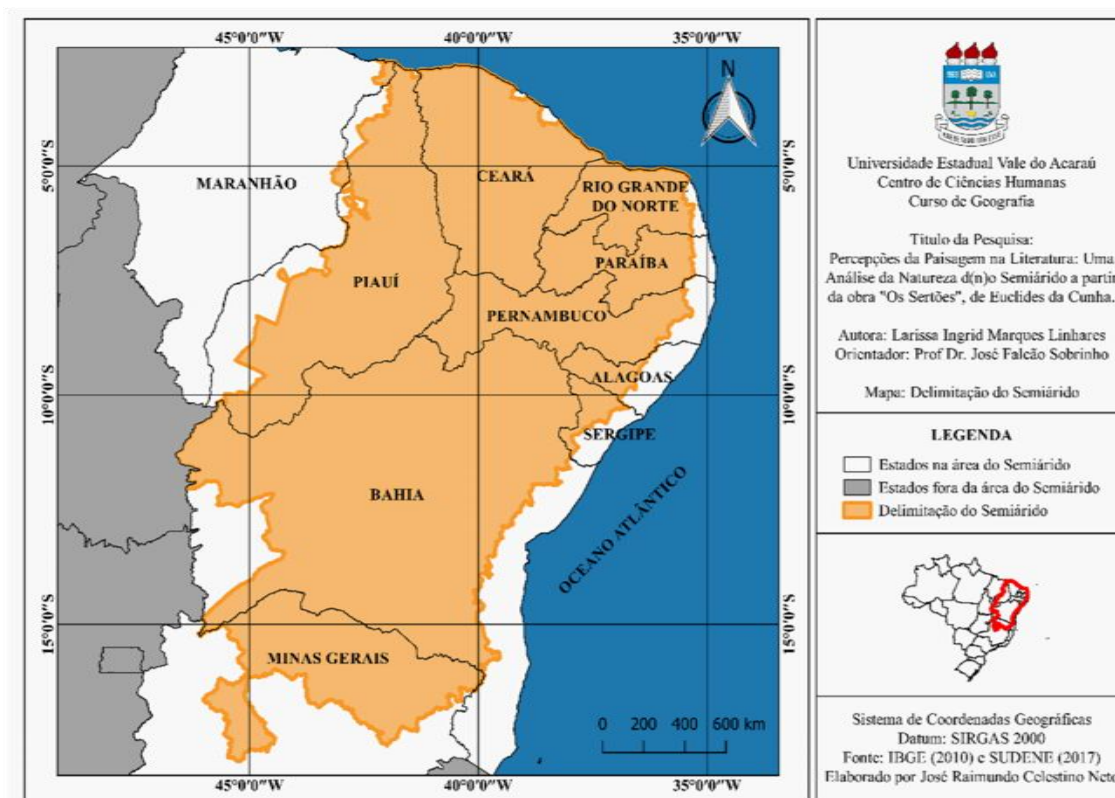 45°0'0"W 40°0'0"W 35°0'0"W
N
5°0'0"S 5°0'0"S
MARANHÃO
CEARÁ
RIO GRANDE
DO NORTE
PARAÍBA
PIAUÍ
PERNAMBUCO
ALAGOAS
10°0'0"S 10°0'0"S
SERGIPE
BAHIA
OCEANO ATLÂNTICO
15°0'0"S 15°0'0"S
MINAS GERAIS
0 200 400 600 km
45°0'0"W 40°0'0"W 35°0'0"W
Universidade Estadual Vale do Acaraú
Centro de Ciências Humanas
Curso de Geografia
Título da Pesquisa:
Percepções da Paisagem na Literatura: Uma
Análise da Natureza d(n)o Semiárido a partir
da obra "Os Sertões", de Euclides da Cunha.
Autora: Larissa Ingrid Marques Linhares
Orientador: Prof Dr. José Falcão Sobrinho
Mapa: Delimitação do Semiárido
LEGENDA
Estados na área do Semiárido
Estados fora da área do Semiárido
Delimitação do Semiárido
Sistema de Coordenadas Geográficas
Datum: SIRGAS 2000
Fonte: IBGE (2010) e SUDENE (2017)
Elaborado por José Raimundo Celestino Neto